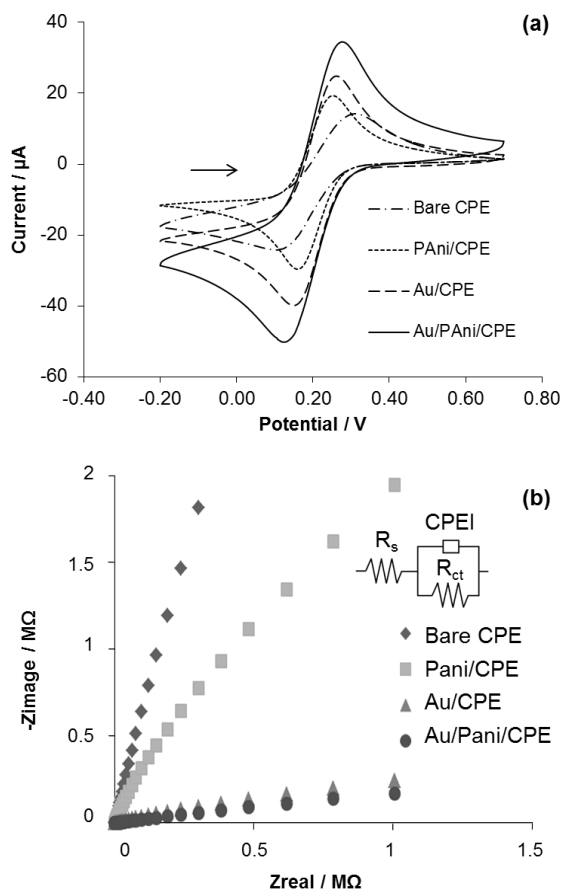 (a)
40
20
0
-20
-40
-60
Current / µA
Bare CPE
PAni/CPE
Au/CPE
Au/PAni/CPE
-0.40
-0.20
0.00
0.20
0.40
0.60
0.80
Potential / V
(b)
2
1.5
1
0.5
0
-Zimage / MΩ
CPEI
Rs
Rct
Bare CPE
Pani/CPE
Au/CPE
Au/Pani/CPE
0
0.5
1
1.5
Zreal / MΩ